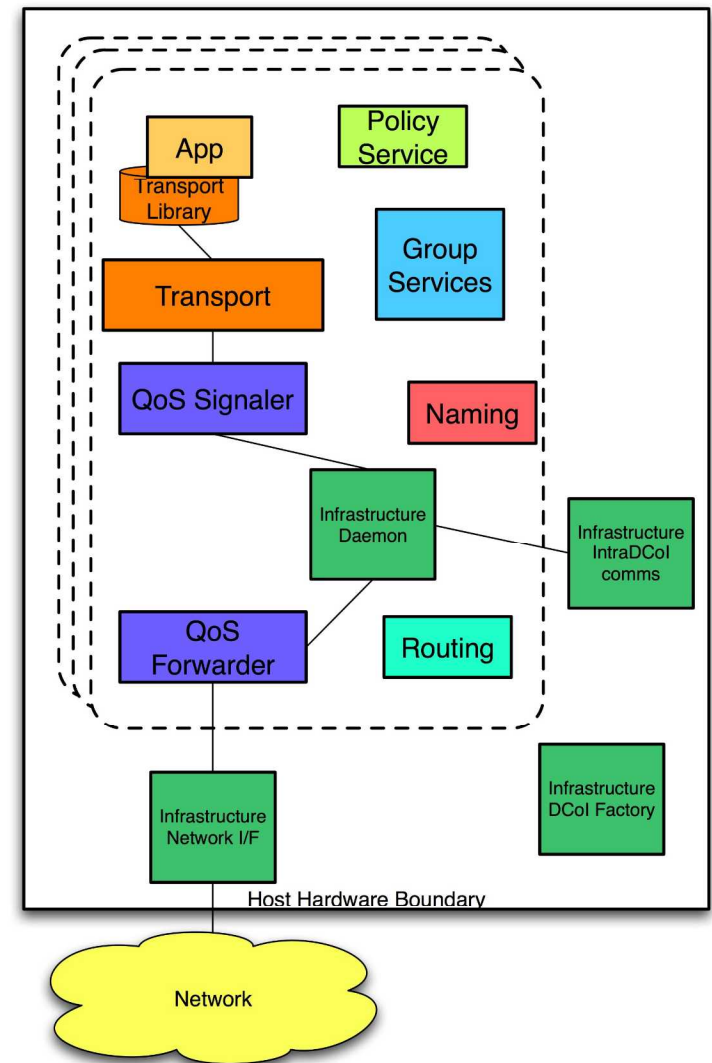 App
Policy
Service
Transport
Library
Group
Services
Transport
QoS Signaler
Naming
Infrastructure
Daemon
Infrastructure
IntraDCoI
comms
QoS
Forwarder
Routing
Infrastructure
Network I/F
Infrastructure
DCoI Factory
Host Hardware Boundary
Network